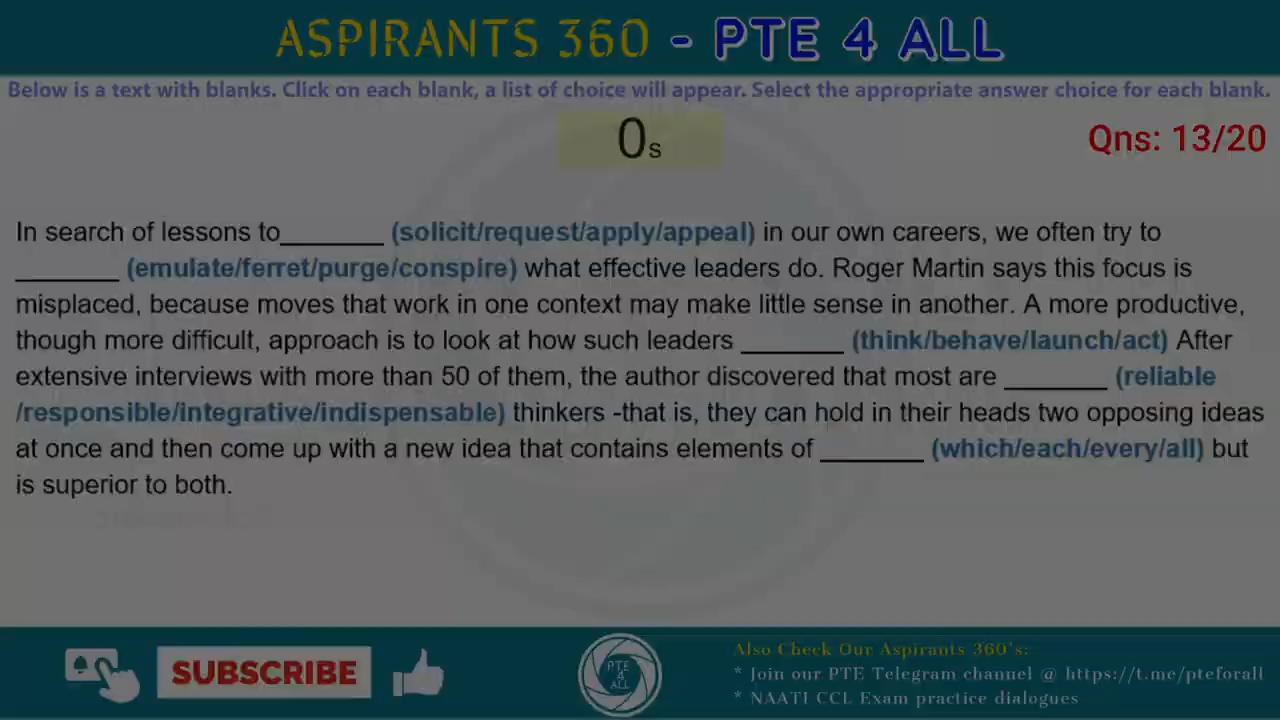 ASPIRANTS 360 - PTE 4 ALL
Below is a text with blanks. Click on each blank, a list of choice will appear. Select the appropriate answer choice for each blank.
0s
Qns: 13/20
In search of lessons to_______ (solicit/request/apply/appeal) in our own careers, we often try to
_______ (emulate/ferret/purge/conspire) what effective leaders do. Roger Martin says this focus is
misplaced, because moves that work in one context may make little sense in another. A more productive,
though more difficult, approach is to look at how such leaders _______ (think/behave/launch/act) After
extensive interviews with more than 50 of them, the author discovered that most are _______ (reliable
/responsible/integrative/indispensable) thinkers -that is, they can hold in their heads two opposing ideas
at once and then come up with a new idea that contains elements of _______ (which/each/every/all) but
is superior to both.
SUBSCRIBE
PTE
4
ALL
Also Check Our Aspirants 360's:
* Join our PTE Telegram channel @ https://t.me/pteforall
* NAATI CCL Exam practice dialogues